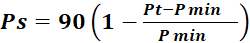 Ps = 90 (1 − (Pt−P min)/(P min))